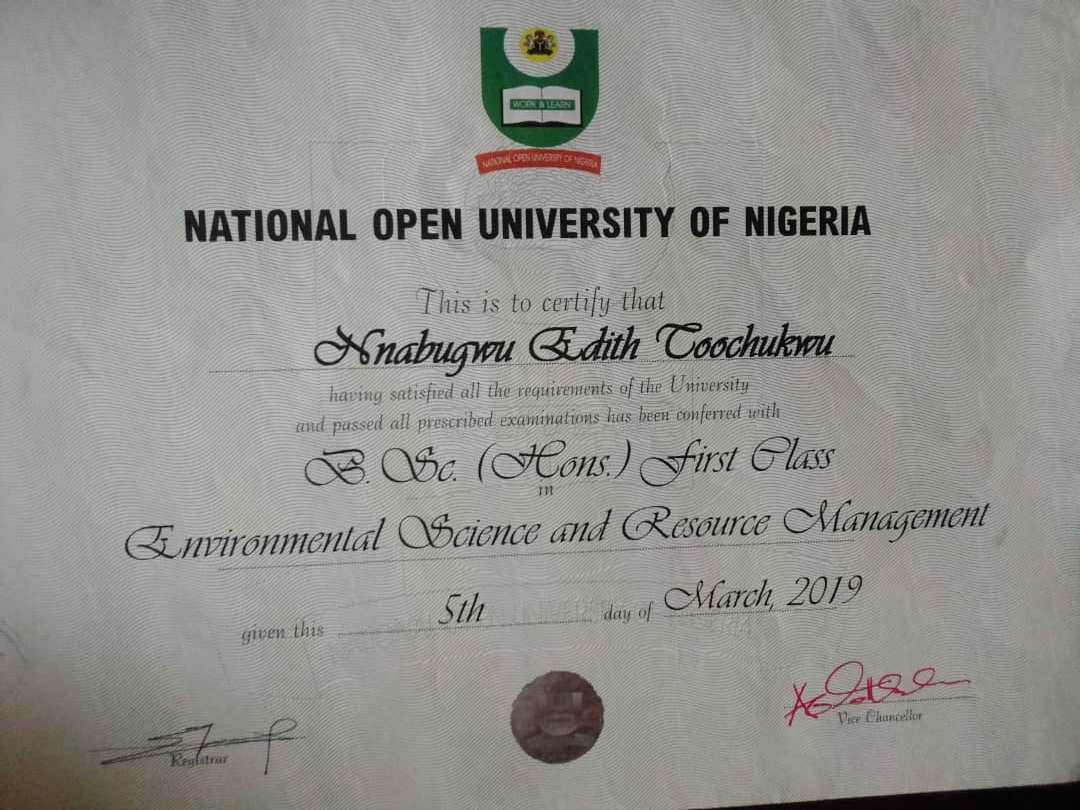 WORK & LEARN
NATIONAL OPEN UNIVERSITY OF NIGERIA
NATIONAL OPEN UNIVERSITY OF NIGERIA
This is to certify that
Nnabugwu Edith Toochukwu
having satisfied all the requirements of the University
and passed all prescribed examinations has been conferred with
B. Sc. (Hons.) First Class
in
Environmental Science and Resource Management
given this 5th day of March, 2019
Vice Chancellor
Registrar